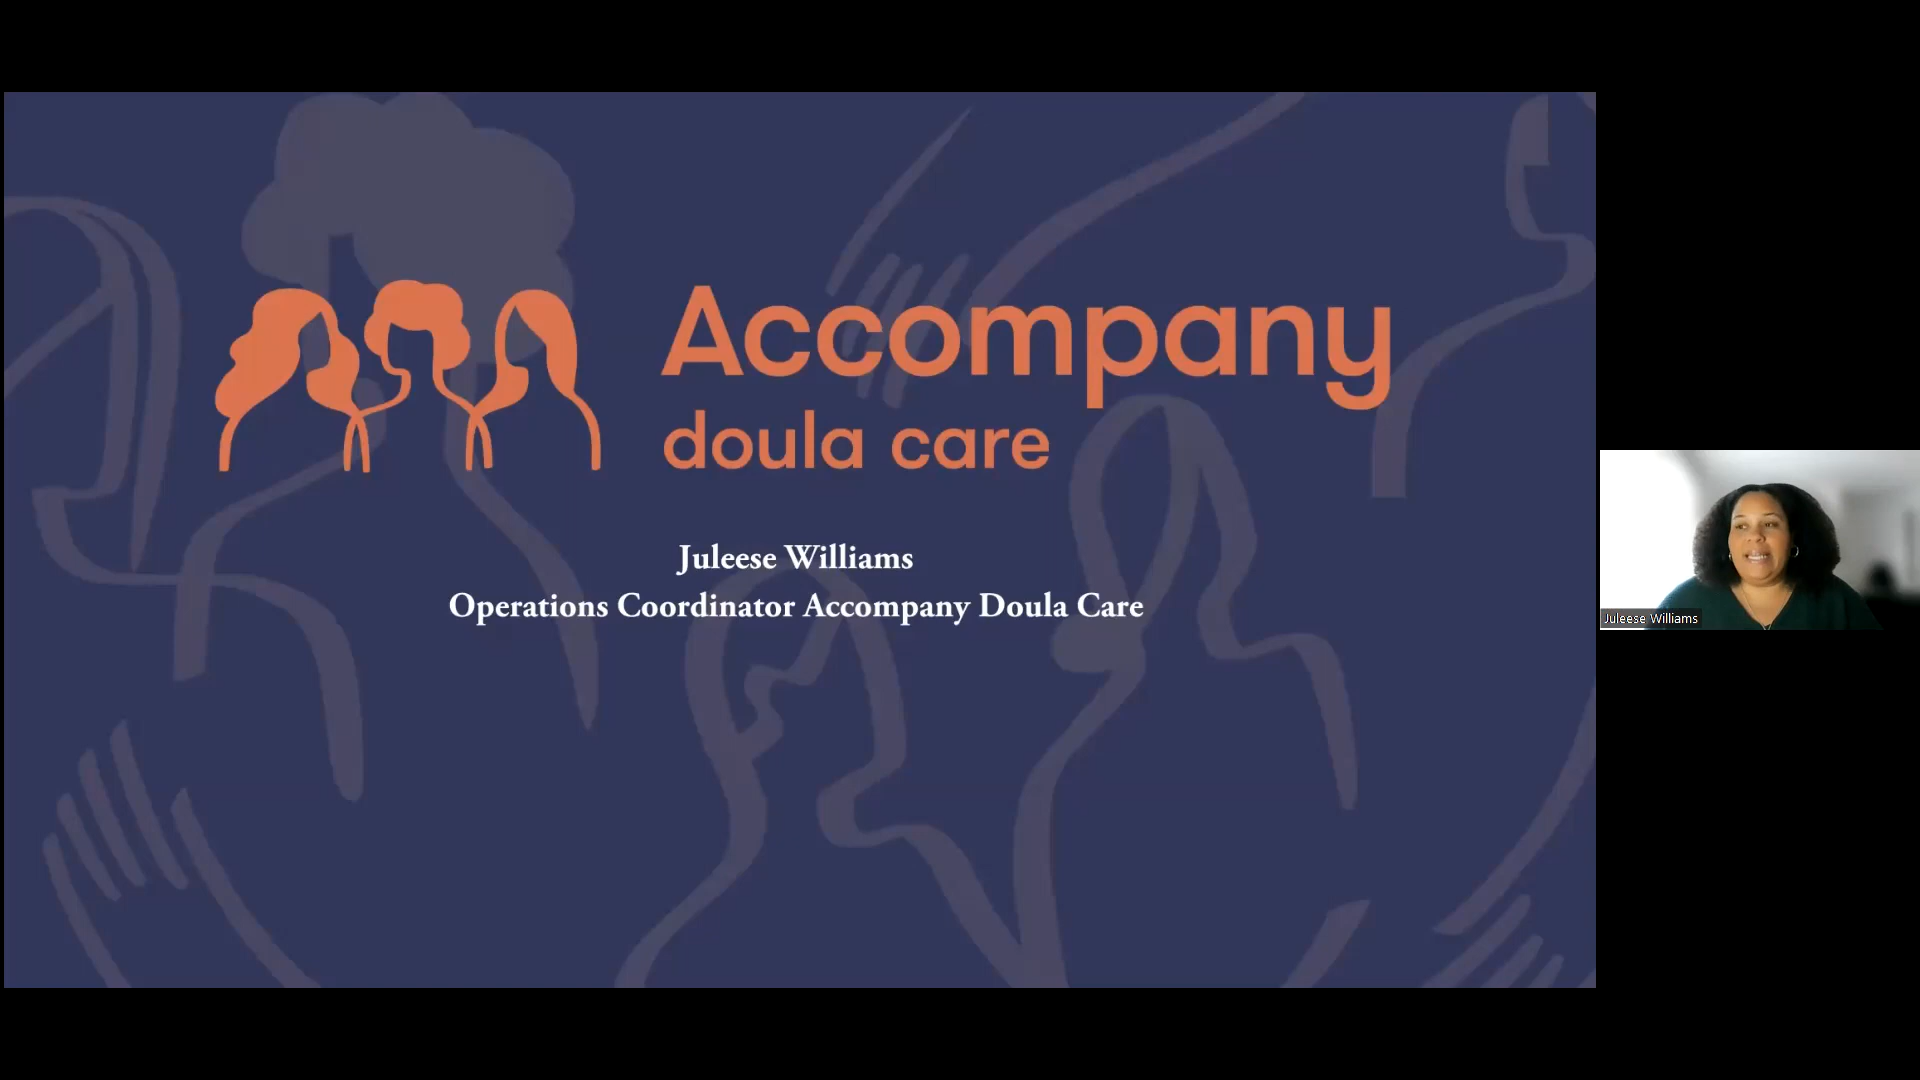 Accompany
doula care
Juleese Williams
Operations Coordinator Accompany Doula Care
Juleese Williams